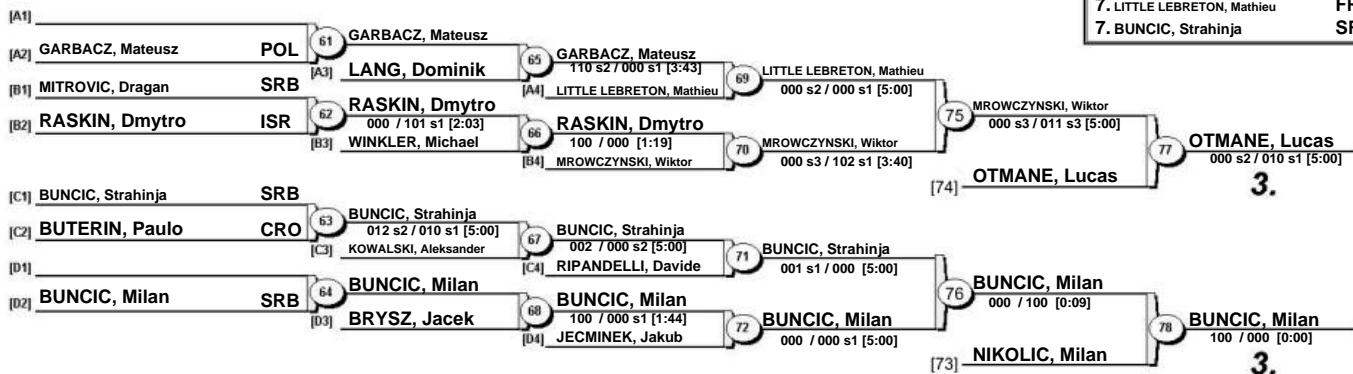 7. LITTLE LEBRETON, Mathieu
7. BUNCIC, Strahinja
[A1]
[A2] GARBACZ, Mateusz POL
61
GARBACZ, Mateusz
[A3] LANG, Dominik
[B1] MITROVIC, Dragan SRB
[B2] RASKIN, Dmytro ISR
62
RASKIN, Dmytro
000 / 101 s1 [2:03]
[B3] WINKLER, Michael
65
GARBACZ, Mateusz
110 s2 / 000 s1 [3:43]
[A4] LITTLE LEBRETON, Mathieu
66
RASKIN, Dmytro
100 / 000 [1:19]
[B4] MROWCZYNSKI, Wiktor
69
LITTLE LEBRETON, Mathieu
000 s2 / 000 s1 [5:00]
70
MROWCZYNSKI, Wiktor
000 s3 / 102 s1 [3:40]
75
MROWCZYNSKI, Wiktor
000 s3 / 011 s3 [5:00]
[74] OTMANE, Lucas
77
OTMANE, Lucas
000 s2 / 010 s1 [5:00]
3.
[C1] BUNCIC, Strahinja SRB
[C2] BUTERIN, Paulo CRO
63
BUNCIC, Strahinja
012 s2 / 010 s1 [5:00]
[C3] KOWALSKI, Aleksander
[D1]
[D2] BUNCIC, Milan SRB
64
BUNCIC, Milan
[D3] BRYSZ, Jacek
67
BUNCIC, Strahinja
002 / 000 s2 [5:00]
[C4] RIPANDELLI, Davide
68
BUNCIC, Milan
100 / 000 s1 [1:44]
[D4] JECMINEK, Jakub
71
BUNCIC, Strahinja
001 s1 / 000 [5:00]
72
BUNCIC, Milan
000 / 000 s1 [5:00]
76
BUNCIC, Milan
000 / 100 [0:09]
[73] NIKOLIC, Milan
78
BUNCIC, Milan
100 / 000 [0:00]
3.